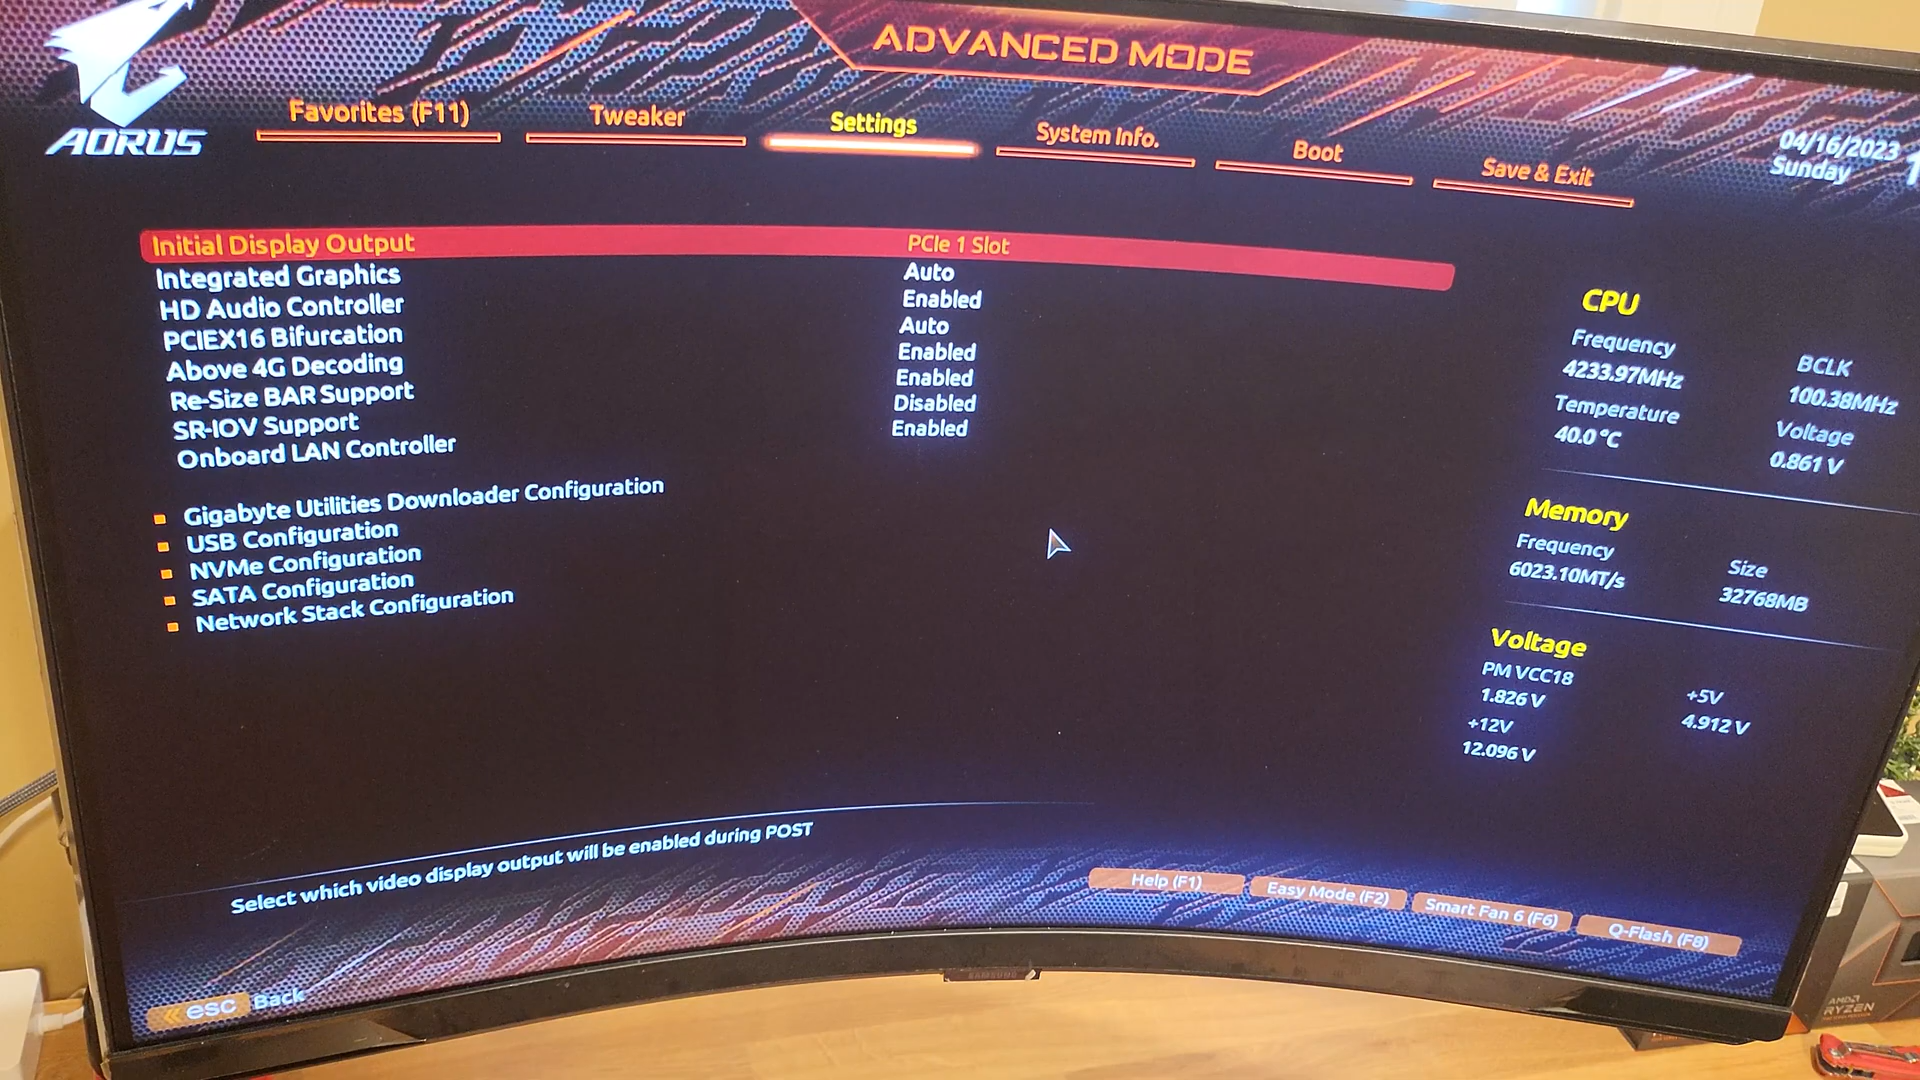 ADVANCED MODE
AORUS
Favorites (F11)
Tweaker
Settings
System Info.
Boot
Save & Exit
04/16/2023
Sunday
Initial Display Output PCIe 1 Slot
Integrated Graphics Auto
HD Audio Controller Enabled
PCIEX16 Bifurcation Auto
Above 4G Decoding Enabled
Re-Size BAR Support Enabled
SR-IOV Support Disabled
Onboard LAN Controller Enabled
Gigabyte Utilities Downloader Configuration
USB Configuration
NVMe Configuration
SATA Configuration
Network Stack Configuration
CPU
Frequency BCLK
4233.97MHz 100.38MHz
Temperature Voltage
40.0 °C 0.861 V
Memory
Frequency Size
6023.10MT/s 32768MB
Voltage
PM VCC18 +5V
1.826 V 4.912 V
+12V
12.096 V
Select which video display output will be enabled during POST
Help (F1)
Easy Mode (F2)
Smart Fan 6 (F6)
Q-Flash (F8)
esc Back
SAMSUNG
AMD
RYZEN